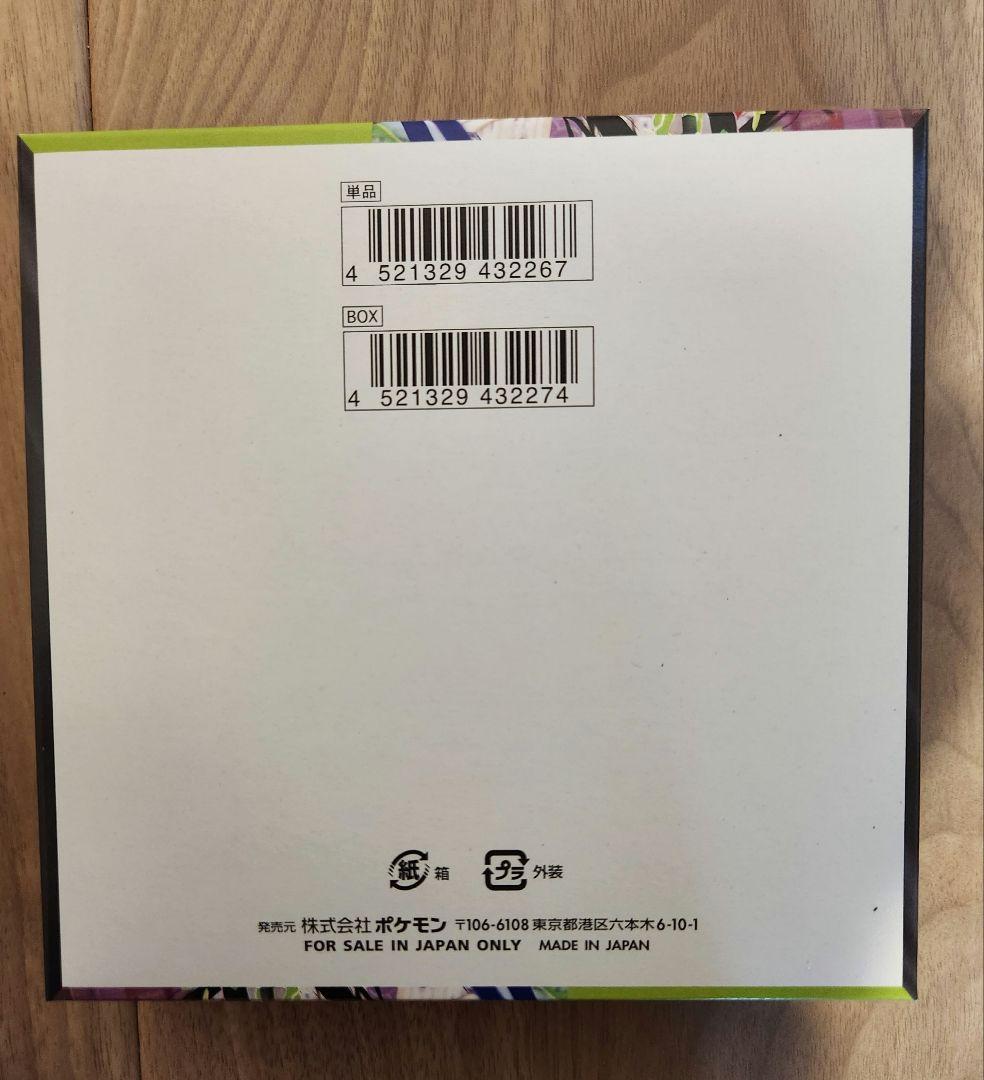 単品
4 521329 432267
BOX
4 521329 432274
紙 箱 プラ 外装
発売元 株式会社ポケモン 〒106-6108 東京都港区六本木6-10-1
FOR SALE IN JAPAN ONLY MADE IN JAPAN